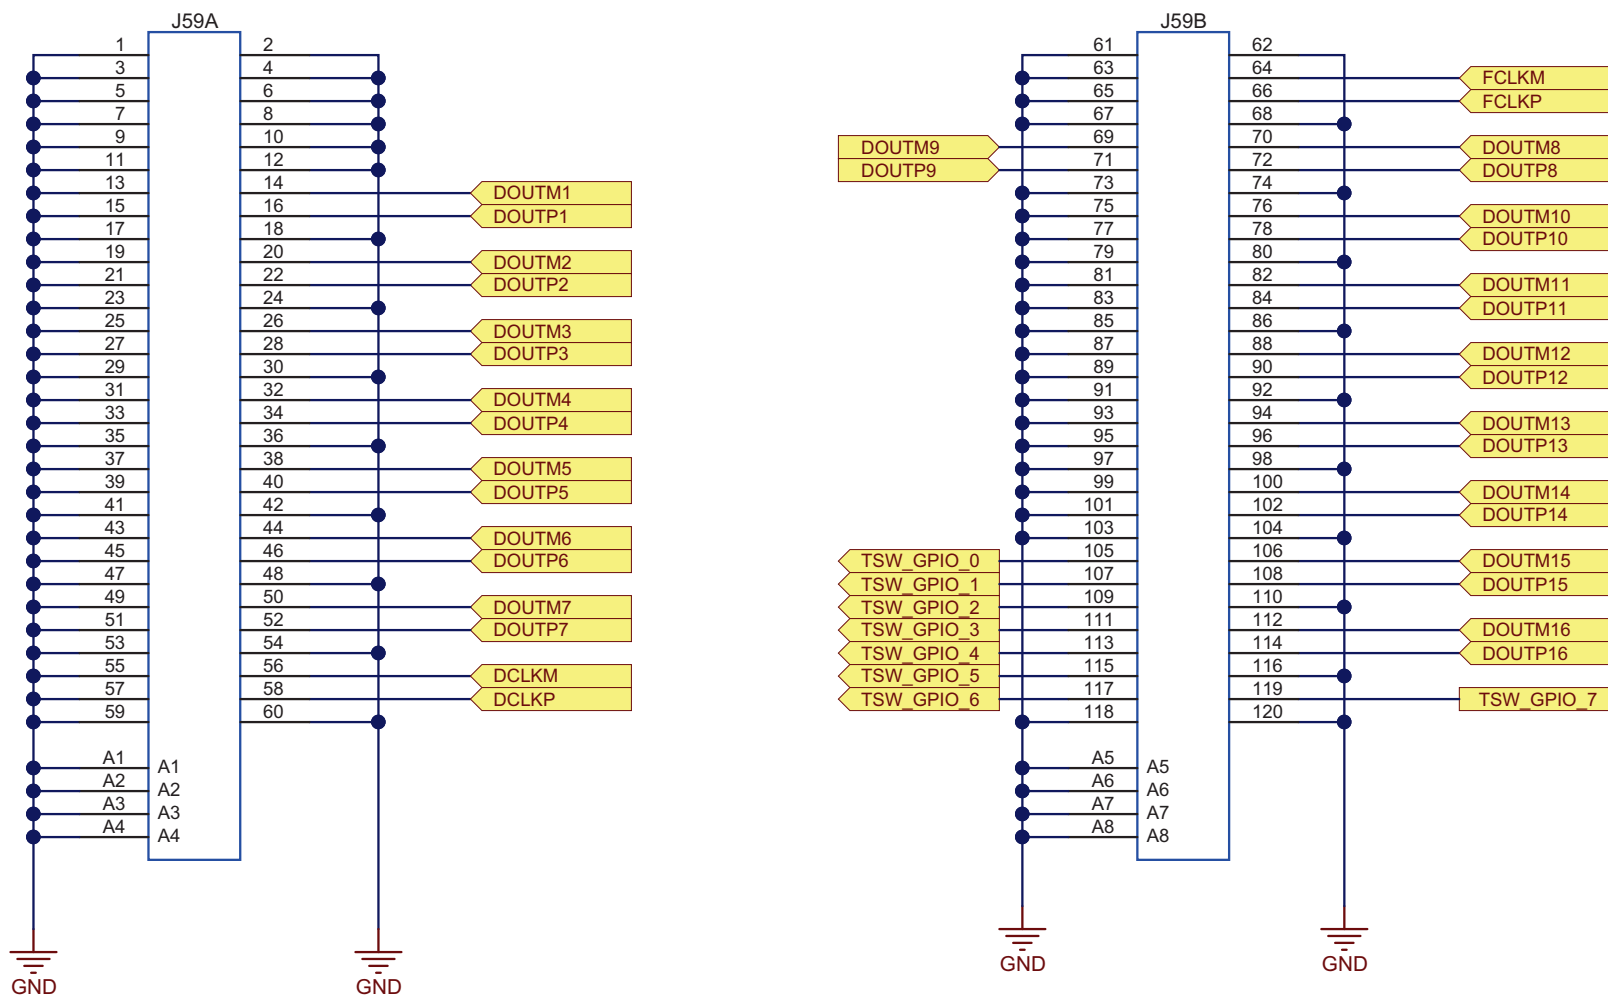 J59A
1 2
3 4
5 6
7 8
9 10
11 12
13 14 DOUTM1
15 16 DOUTP1
17 18
19 20 DOUTM2
21 22 DOUTP2
23 24
25 26 DOUTM3
27 28 DOUTP3
29 30
31 32 DOUTM4
33 34 DOUTP4
35 36
37 38 DOUTM5
39 40 DOUTP5
41 42
43 44 DOUTM6
45 46 DOUTP6
47 48
49 50 DOUTM7
51 52 DOUTP7
53 54
55 56 DCLKM
57 58 DCLKP
59 60
A1 A1
A2 A2
A3 A3
A4 A4
GND GND
J59B
61 62
63 64 FCLKM
65 66 FCLKP
67 68
DOUTM9 69 70 DOUTM8
DOUTP9 71 72 DOUTP8
73 74
75 76 DOUTM10
77 78 DOUTP10
79 80
81 82 DOUTM11
83 84 DOUTP11
85 86
87 88 DOUTM12
89 90 DOUTP12
91 92
93 94 DOUTM13
95 96 DOUTP13
97 98
99 100 DOUTM14
101 102 DOUTP14
103 104
TSW_GPIO_0 105 106 DOUTM15
TSW_GPIO_1 107 108 DOUTP15
TSW_GPIO_2 109 110
TSW_GPIO_3 111 112 DOUTM16
TSW_GPIO_4 113 114 DOUTP16
TSW_GPIO_5 115 116
TSW_GPIO_6 117 119 TSW_GPIO_7
118 120
A5 A5
A6 A6
A7 A7
A8 A8
GND GND